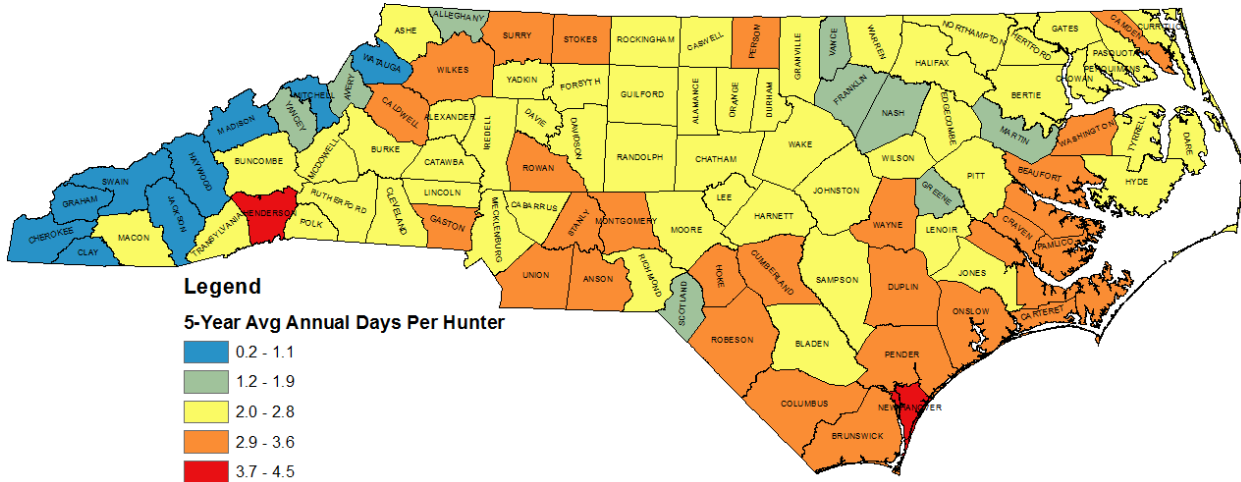 ALLEGHANY
ASHE
SURRY
STOKES
ROCKINGHAM
CASWELL
PERSON
GRANVILLE
VANCE
WARREN
NORTHAMPTON
GATES
CAMDEN
CURRITUCK
HERTFORD
PASQUOTANK
PERQUIMANS
CHOWAN
HALIFAX
WATAUGA
WILKES
YADKIN
FORSYTH
GUILFORD
ALAMANCE
ORANGE
DURHAM
FRANKLIN
NASH
EDGECOMBE
BERTIE
MARTIN
WASHINGTON
TYRRELL
DARE
AVERY
MITCHELL
YANCEY
CALDWELL
ALEXANDER
IREDELL
DAVIE
DAVIDSON
MADISON
BUNCOMBE
MCDOWELL
BURKE
CATAWBA
ROWAN
RANDOLPH
CHATHAM
WAKE
WILSON
PITT
BEAUFORT
HYDE
HAYWOOD
SWAIN
GRAHAM
JACKSON
CHEROKEE
CLAY
MACON
TRANSYLVANIA
HENDERSON
POLK
RUTHERFORD
CLEVELAND
LINCOLN
GASTON
MECKLENBURG
CABARRUS
STANLY
MONTGOMERY
MOORE
LEE
HARNETT
JOHNSTON
WAYNE
GREENE
LENOIR
CRAVEN
PAMLICO
JONES
UNION
ANSON
RICHMOND
SCOTLAND
HOKE
CUMBERLAND
SAMPSON
DUPLIN
ONSLOW
CARTERET
ROBESON
BLADEN
PENDER
COLUMBUS
NEW HANOVER
BRUNSWICK
Legend
5-Year Avg Annual Days Per Hunter
0.2 - 1.1
1.2 - 1.9
2.0 - 2.8
2.9 - 3.6
3.7 - 4.5